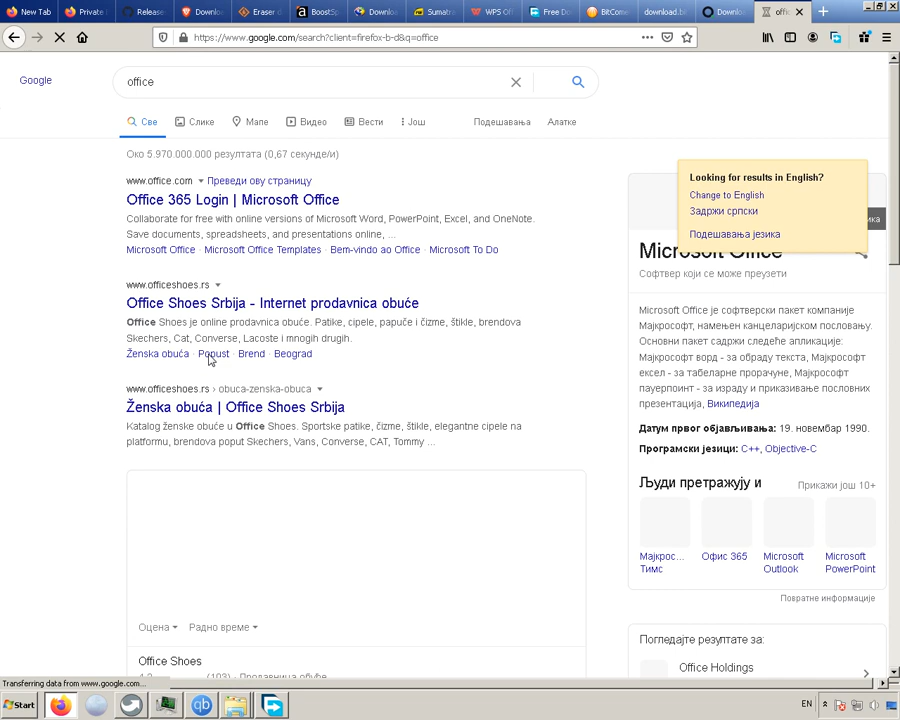 New Tab
Private
Release
Downlo
Eraser d
BoostSp
Downlo
Sumatra
WPS Off
Free Do
BitCome
download.bi
Downlo
offi
https://www.google.com/search?client=firefox-b-d&q=office
Google
office
Све
Слике
Мапе
Видео
Вести
Још
Подешавања
Алатке
Око 5.970.000.000 резултата (0,67 секунде/и)
www.office.com
Преведи ову страницу
Office 365 Login | Microsoft Office
Collaborate for free with online versions of Microsoft Word, PowerPoint, Excel, and OneNote.
Save documents, spreadsheets, and presentations online, ...
Microsoft Office · Microsoft Office Templates · Bem-vindo ao Office · Microsoft To Do
www.officeshoes.rs
Office Shoes Srbija - Internet prodavnica obuće
Office Shoes je online prodavnica obuće. Patike, cipele, papuče i čizme, štikle, brendova
Skechers, Cat, Converse, Lacoste i mnogih drugih.
Ženska obuća · Popust · Brend · Beograd
www.officeshoes.rs › obuca-zenska-obuca
Ženska obuća | Office Shoes Srbija
Katalog ženske obuće u Office Shoes. Sportske patike, čizme, štikle, elegantne cipele na
platformu, brendova poput Skechers, Vans, Converse, CAT, Tommy ...
Оцена
Радно време
Office Shoes
Looking for results in English?
Change to English
Задржи српски
Подешавања језика
Microsoft Office
Софтвер који се може преузети
Microsoft Office је софтверски пакет компаније
Мајкрософт, намењен канцеларијском пословању.
Основни пакет садржи следеће апликације:
Мајкрософт ворд - за обраду текста, Мајкрософт
ексел - за табеларне прорачуне, Мајкрософт
пауерпоинт - за израду и приказивање пословних
презентација, Википедија
Датум првог објављивања: 19. новембар 1990.
Програмски језици: C++, Objective-C
Људи претражују и
Прикажи још 10+
Мајкрос...
Тимс
Офис 365
Microsoft
Outlook
Microsoft
PowerPoint
Повратне информације
Погледајте резултате за:
Office Holdings
Transferring data from www.google.com...
Start
qb
EN